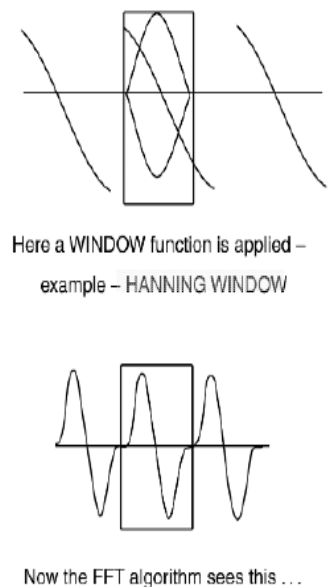 Here a WINDOW function is applied –
example – HANNING WINDOW
Now the FFT algorithm sees this . . .